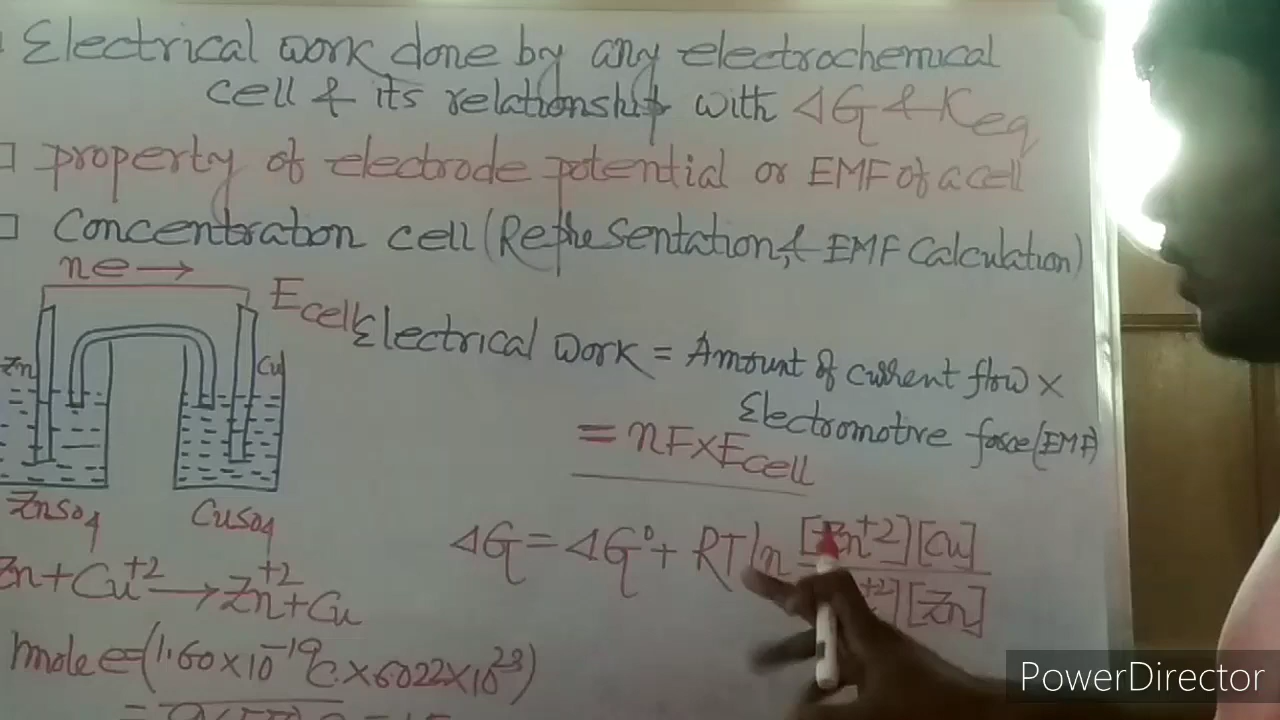 Electrical work done by any electrochemical
cell & its relationship with ΔG & Keq
property of electrode potential or EMF of a cell
Concentration cell (Representation, & EMF Calculation)
ne →
Ecell
Electrical work = Amount of current flow ×
Electromotive force (EMF)
= nF×Ecell
Zn
Cu
ZnSO4
CuSO4
ΔG = ΔG° + RT ln [Zn+2][Cu]
+2][Zn]
Zn + Cu+2 → Zn+2 + Cu
mole e = (1.60×10-19C × 6022×1023)
PowerDirector